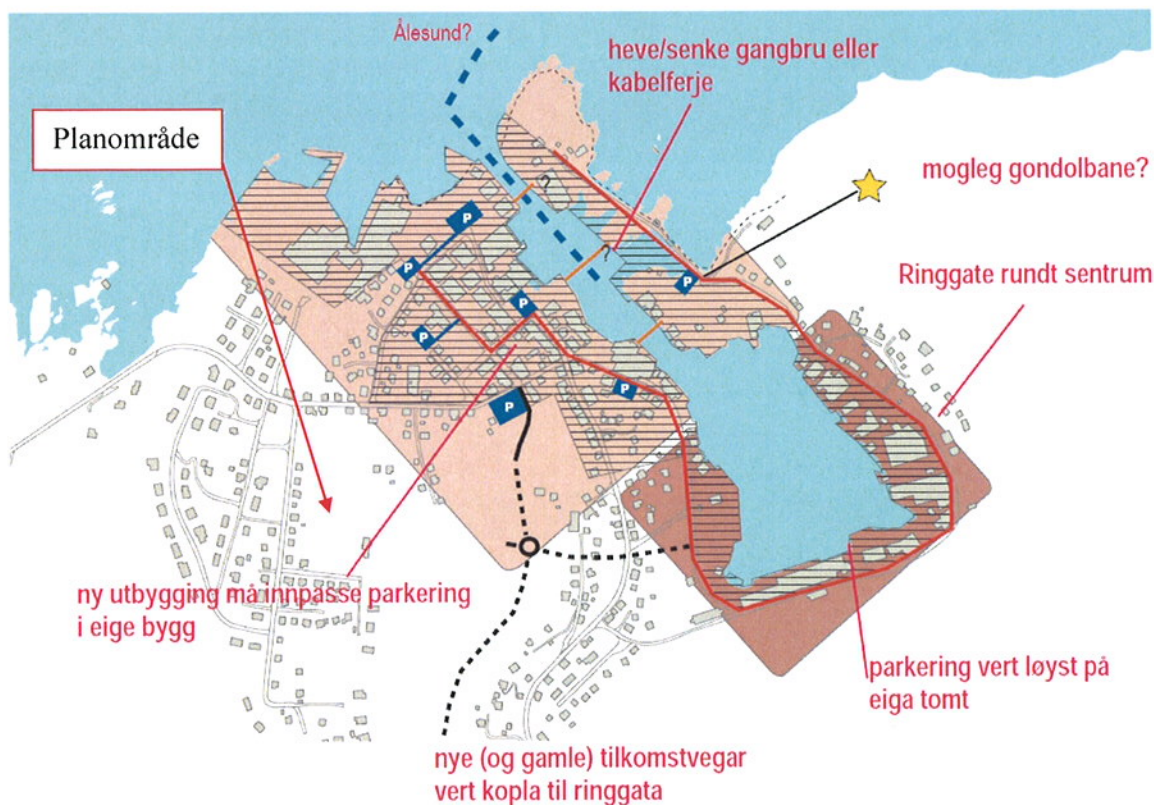 Ålesund?
heve/senke gangbru eller
kabelferje
Planområde
mogleg gondolbane?
?
P
P
?
P
Ringgate rundt sentrum
P
P
P
P
ny utbygging må innpasse parkering
i eige bygg
parkering vert løyst på
eiga tomt
nye (og gamle) tilkomstvegar
vert kopla til ringgata